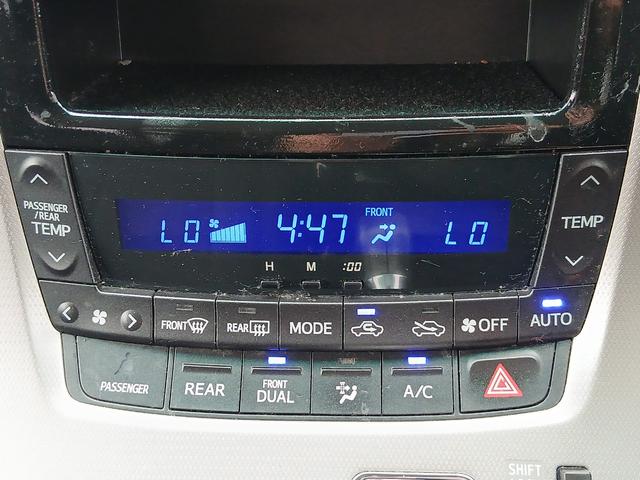 PASSENGER
/REAR
TEMP
LO
4:47
FRONT
LO
TEMP
H M :00
FRONT
REAR
MODE
OFF
AUTO
PASSENGER
REAR
FRONT
DUAL
A/C
SHIFT